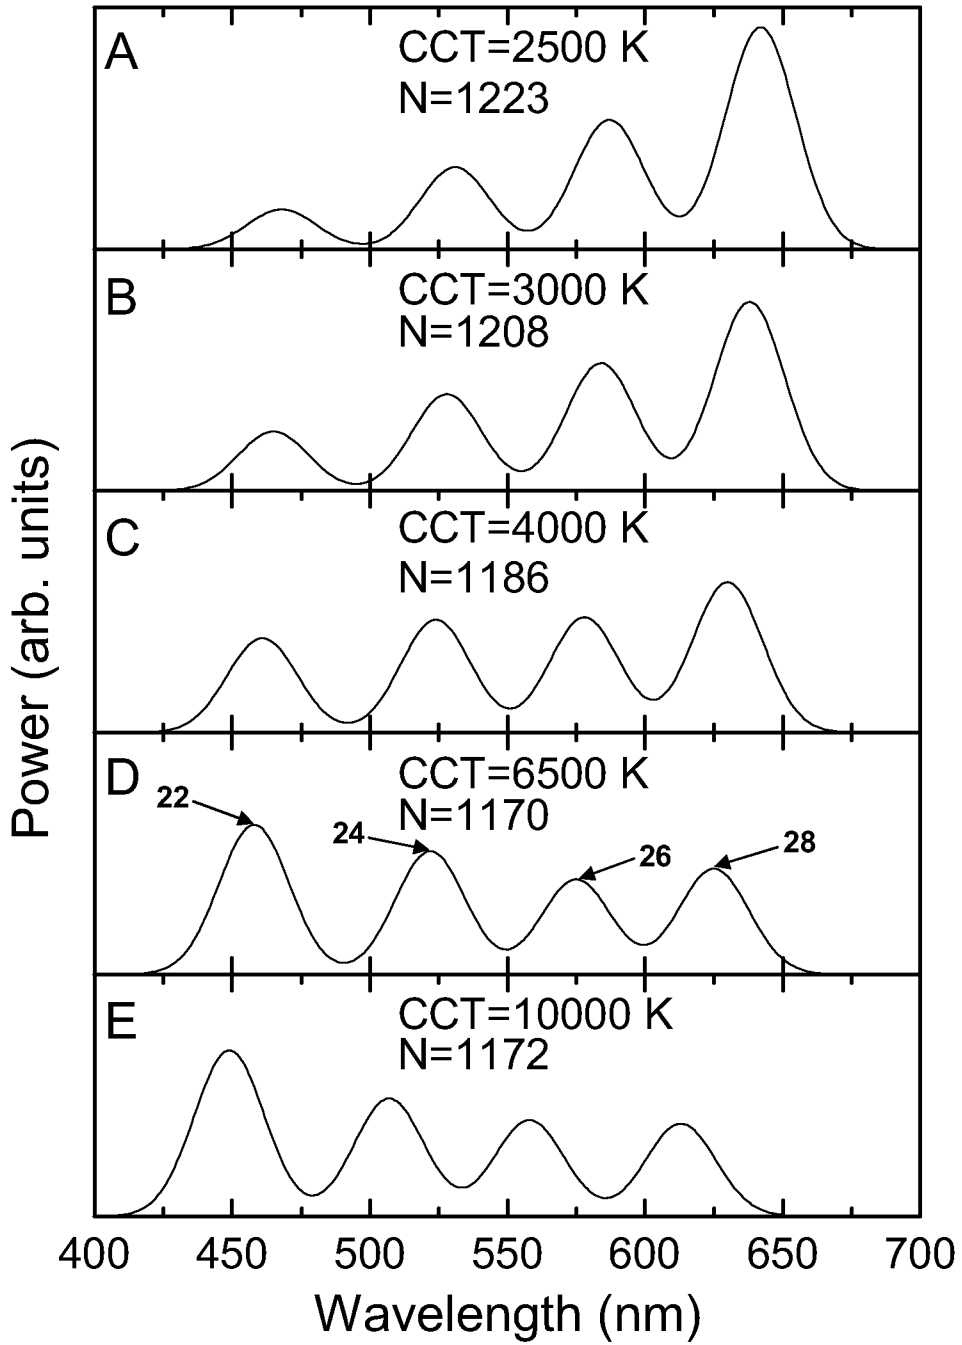 A
CCT=2500 K
N=1223
B
CCT=3000 K
N=1208
C
CCT=4000 K
N=1186
D
CCT=6500 K
N=1170
22
24
26
28
E
CCT=10000 K
N=1172
Power (arb. units)
400 450 500 550 600 650 700
Wavelength (nm)